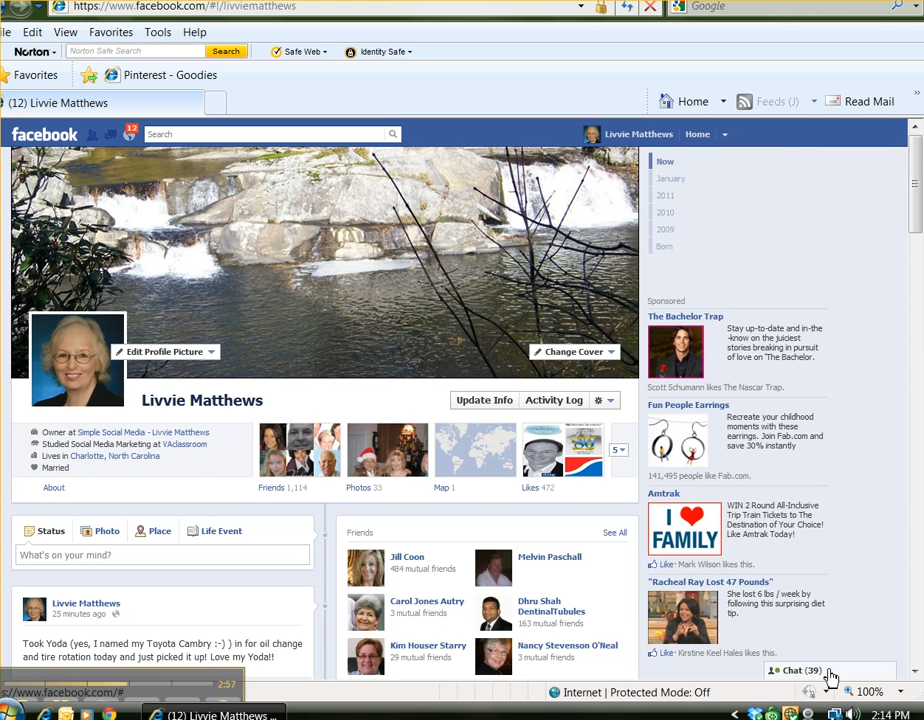 https://www.facebook.com/#!/livviematthews
Google
ile Edit View Favorites Tools Help
Norton Norton Safe Search Search Safe Web Identity Safe
Favorites Pinterest - Goodies
(12) Livvie Matthews
Home Feeds (J) Read Mail
facebook 12 Search Livvie Matthews Home
Now
January
2011
2010
2009
Born
Edit Profile Picture
Change Cover
Livvie Matthews
Update Info Activity Log
Owner at Simple Social Media - Livvie Matthews
Studied Social Media Marketing at VAclassroom
Lives in Charlotte, North Carolina
Married
About
Friends 1,114
Photos 33
Map 1
Likes 472
5
Status Photo Place Life Event
What's on your mind?
Livvie Matthews
25 minutes ago
Took Yoda (yes, I named my Toyota Cambry :-) ) in for oil change
and tire rotation today and just picked it up! Love my Yoda!!
Friends See All
Jill Coon
484 mutual friends
Melvin Paschall
Carol Jones Autry
3 mutual friends
Dhru Shah
DentinalTubules
163 mutual friends
Kim Houser Starry
29 mutual friends
Nancy Stevenson O'Neal
3 mutual friends
Sponsored
The Bachelor Trap
Stay up-to-date and in-the
-know on the juiciest
stories breaking in pursuit
of love on 'The Bachelor.
Scott Schumann likes The Nascar Trap.
Fun People Earrings
Recreate your childhood
moments with these
earrings. Join Fab.com and
save 30% instantly
141,495 people like Fab.com.
Amtrak
I
FAMILY
WIN 2 Round All-Inclusive
Trip Train Tickets to The
Destination of Your Choice!
Like Amtrak Today!
Like · Mark Wilson likes this.
"Racheal Ray Lost 47 Pounds"
She lost 6 lbs / week by
following this surprising diet
tip.
Like · Kirstine Keel Hales likes this.
Chat (39)
2:57
s://www.facebook.com/#
Internet | Protected Mode: Off 100%
(12) Livvie Matthews ...
2:14 PM